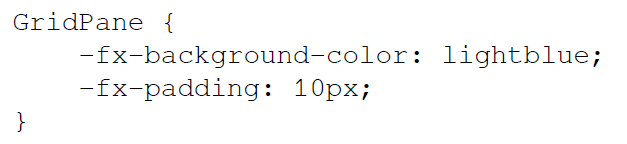 GridPane {
    -fx-background-color: lightblue;
    -fx-padding: 10px;
}